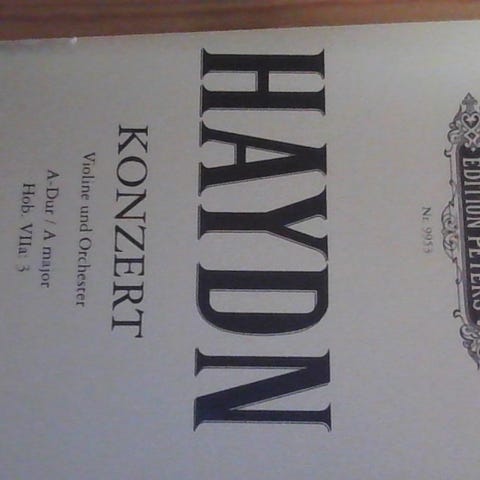 EDITION PETERS
Nr. 9953
HAYDN
KONZERT
Violine und Orchester
A-Dur / A major
Hob. VIIa: 3